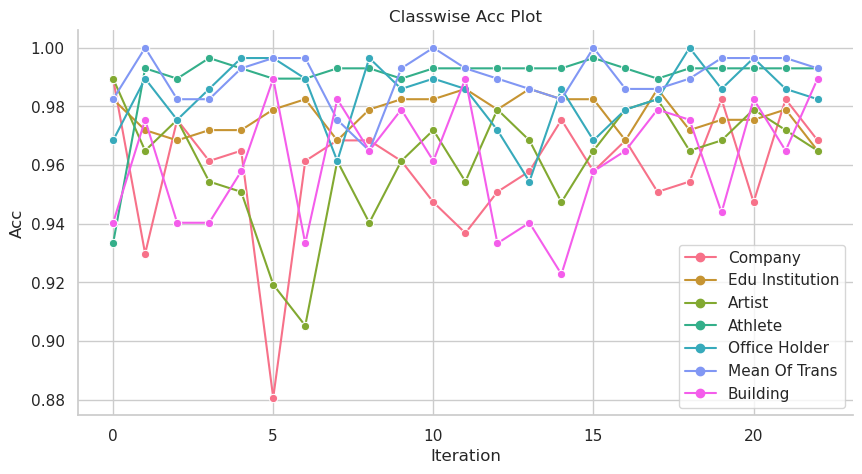 Classwise Acc Plot
1.00
0.98
0.96
0.94
0.92
0.90
0.88
Acc
0 5 10 15 20
Iteration
Company
Edu Institution
Artist
Athlete
Office Holder
Mean Of Trans
Building